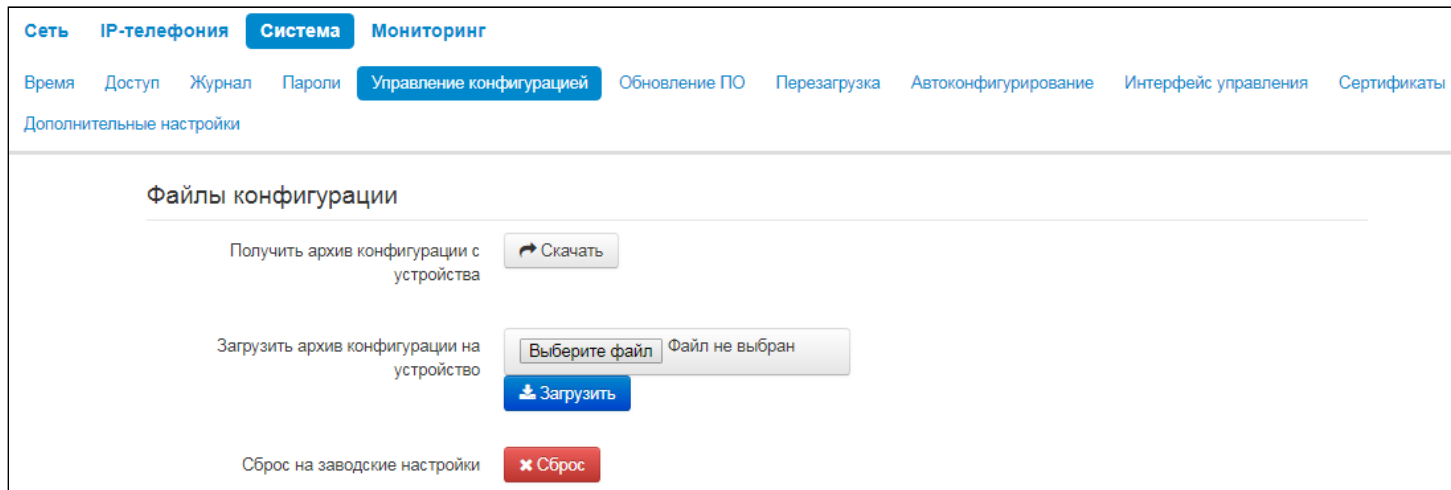 Сеть IP-телефония Система Мониторинг
Время Доступ Журнал Пароли Управление конфигурацией Обновление ПО Перезагрузка Автоконфигурирование Интерфейс управления Сертификаты
Дополнительные настройки
Файлы конфигурации
Получить архив конфигурации с устройства
Скачать
Загрузить архив конфигурации на устройство
Выберите файл Файл не выбран
Загрузить
Сброс на заводские настройки
Сброс